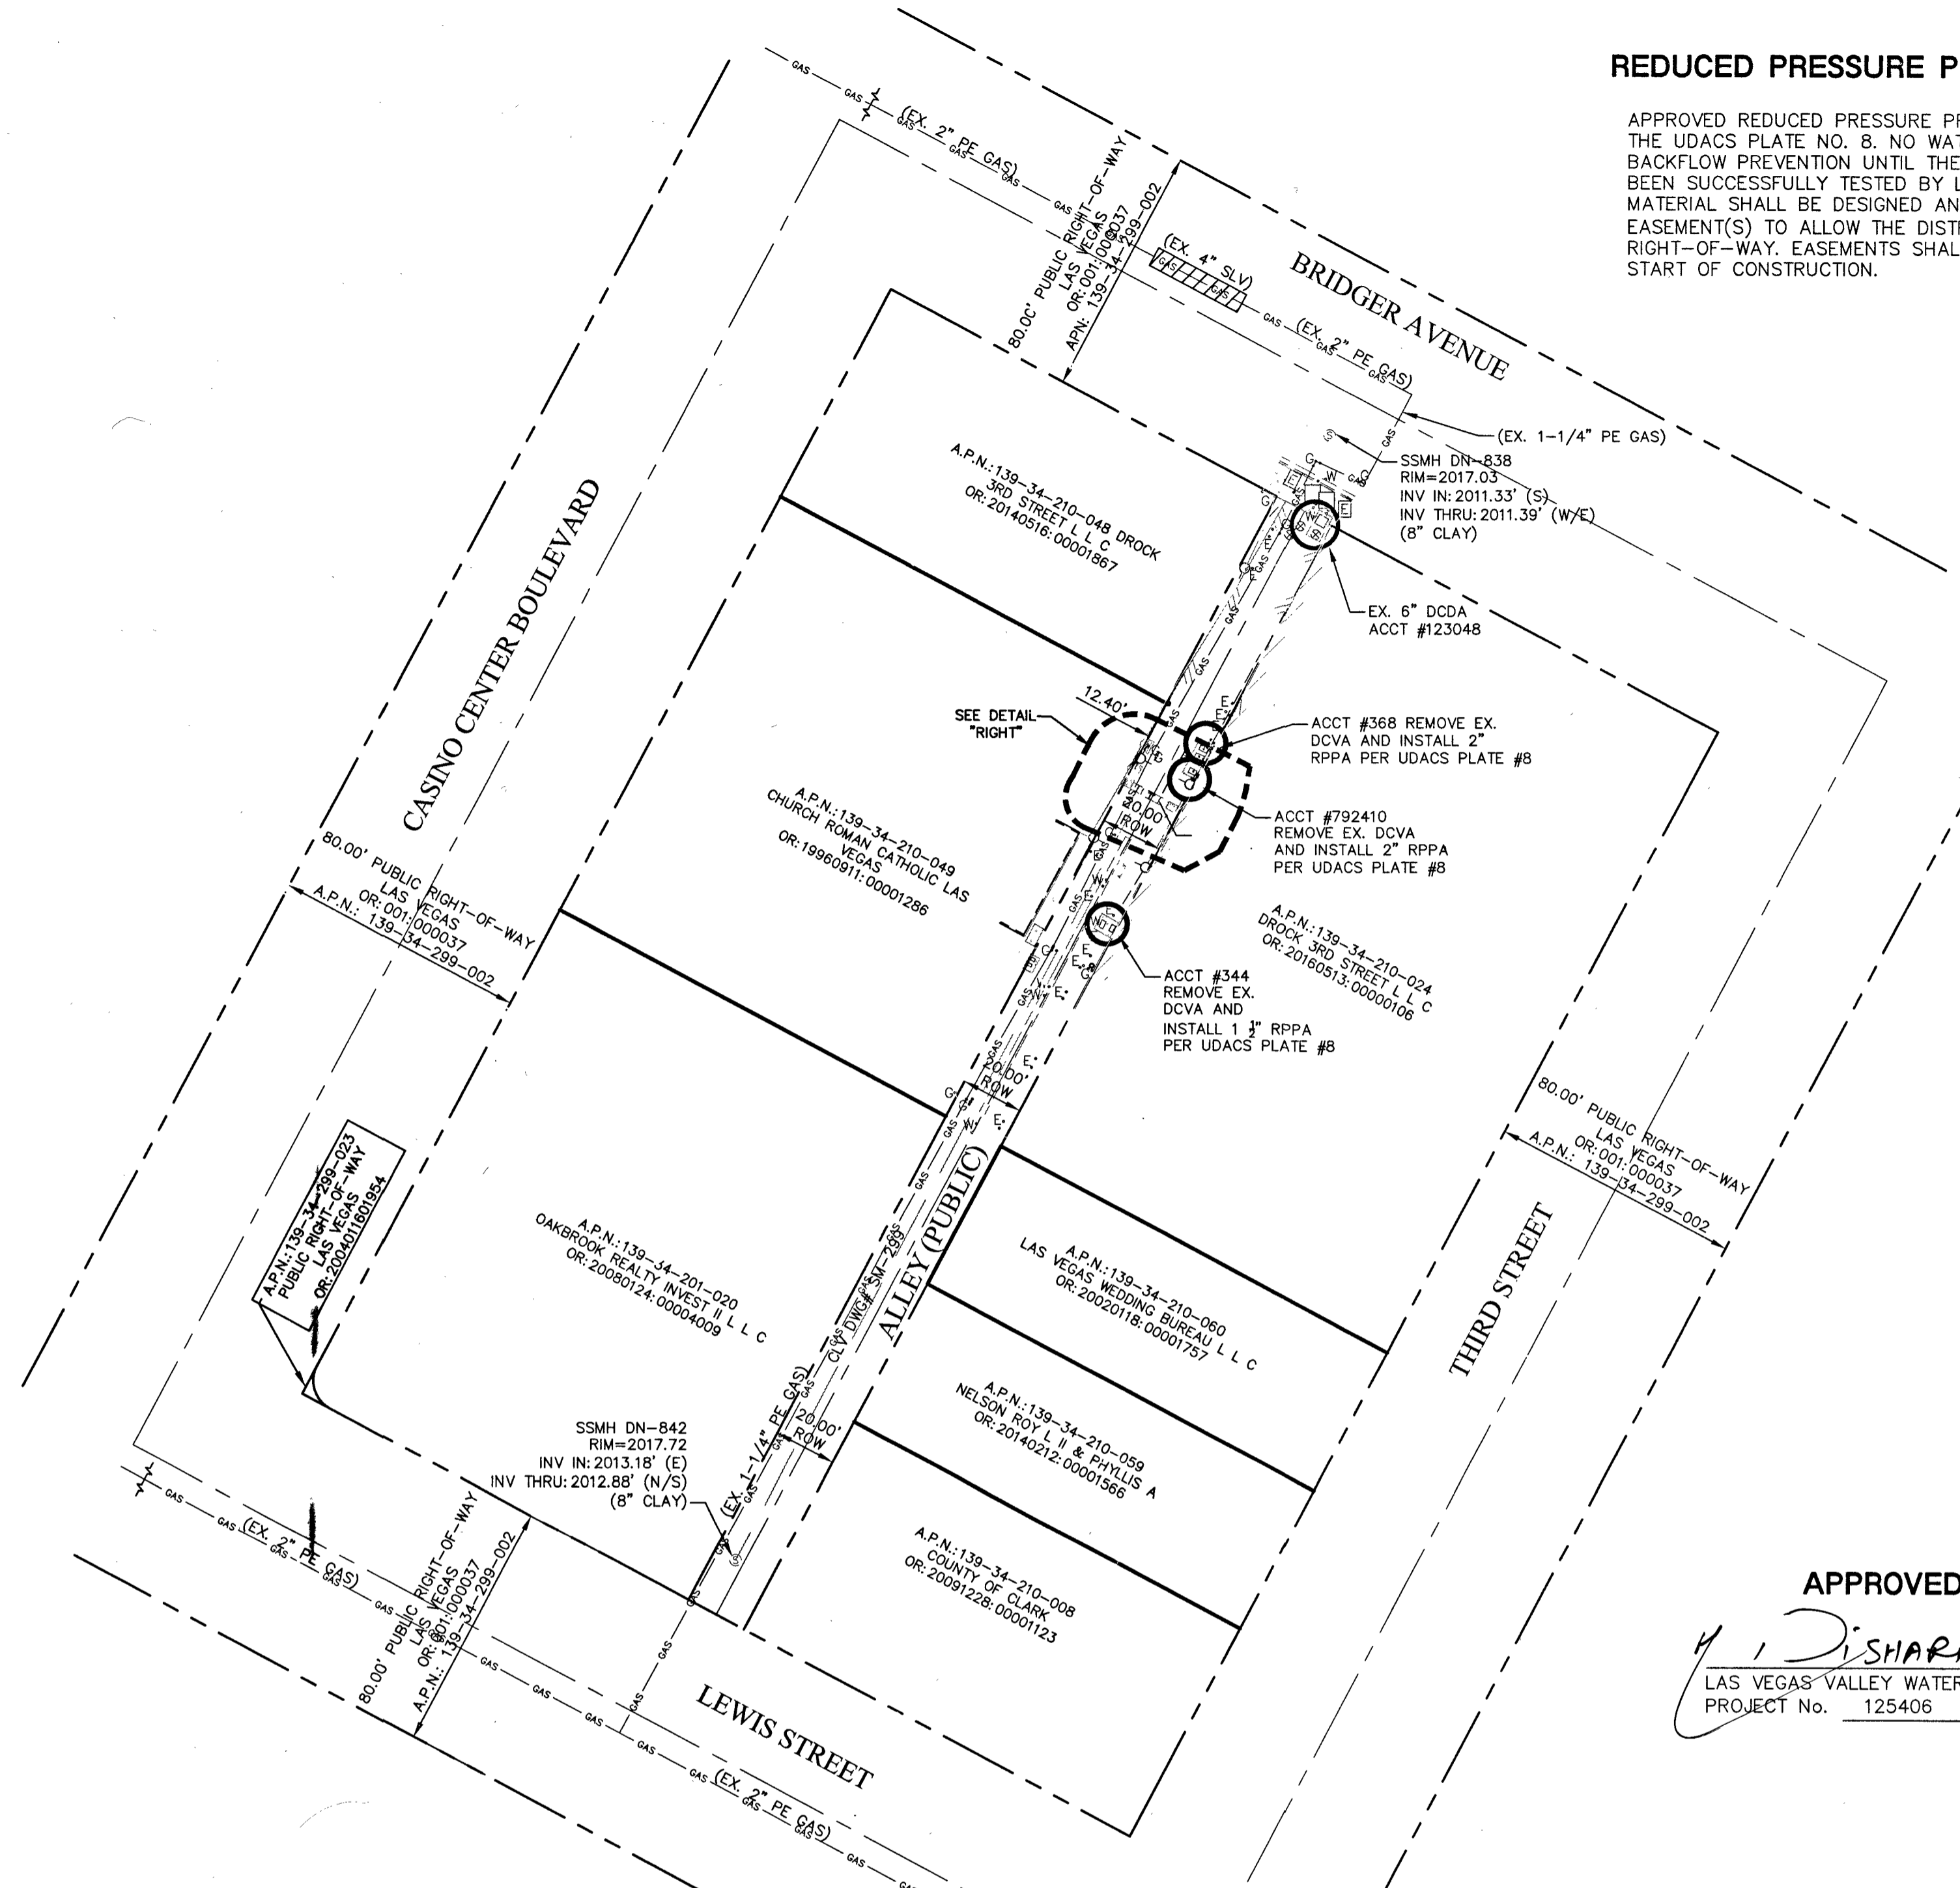 REDUCED PRESSURE P
APPROVED REDUCED PRESSURE PR
THE UDACS PLATE NO. 8. NO WAT
BACKFLOW PREVENTION UNTIL THE
BEEN SUCCESSFULLY TESTED BY L
MATERIAL SHALL BE DESIGNED AN
EASEMENT(S) TO ALLOW THE DISTR
RIGHT-OF-WAY. EASEMENTS SHAL
START OF CONSTRUCTION.
(EX. 2" PE GAS)
80.00' PUBLIC RIGHT-OF-WAY
LAS VEGAS
OR:001:000037
APN: 139-34-299-002
(EX. 4" SLV)
BRIDGER AVENUE
(EX. 2" PE GAS)
(EX. 1-1/4" PE GAS)
SSMH DN-838
RIM=2017.03
INV IN: 2011.33' (S)
INV THRU: 2011.39' (W/E)
(8" CLAY)
A.P.N.:139-34-210-048 DROCK
3RD STREET L L C
OR:20140516:00001867
EX. 6" DCDA
ACCT #123048
CASINO CENTER BOULEVARD
12.40'
SEE DETAIL
"RIGHT"
ACCT #368 REMOVE EX.
DCVA AND INSTALL 2"
RPPA PER UDACS PLATE #8
A.P.N.:139-34-210-049
CHURCH ROMAN CATHOLIC LAS
VEGAS
OR:19960911:00001286
20.00'
ROW
ACCT #792410
REMOVE EX. DCVA
AND INSTALL 2" RPPA
PER UDACS PLATE #8
80.00' PUBLIC RIGHT-OF-WAY
LAS VEGAS
OR:001:000037
A.P.N.: 139-34-299-002
A.P.N.:139-34-210-024
DROCK 3RD STREET L L C
OR:20160513:00000106
ACCT #344
REMOVE EX.
DCVA AND
INSTALL 1 1/2" RPPA
PER UDACS PLATE #8
20.00'
ROW
80.00' PUBLIC RIGHT-OF-WAY
LAS VEGAS
OR:001:000037
A.P.N.: 139-34-299-002
A.P.N.:139-34-299-023
PUBLIC RIGHT-OF-WAY
LAS VEGAS
OR:200401160​1954
A.P.N.:139-34-201-020
OAKBROOK REALTY INVEST II L L C
OR:20080124:00004009
CLV DWG# SM-299
ALLEY (PUBLIC)
A.P.N.:139-34-210-060
LAS VEGAS WEDDING BUREAU L L C
OR:20020118:00001757
THIRD STREET
A.P.N.:139-34-210-059
NELSON ROY L II & PHYLLIS A
OR:20140212:00001566
SSMH DN-842
RIM=2017.72
INV IN: 2013.18' (E)
INV THRU: 2012.88' (N/S)
(8" CLAY)
(EX. 1-1/4" PE GAS)
20.00'
ROW
A.P.N.:139-34-210-008
COUNTY OF CLARK
OR:20091228:00001123
(EX. 2" PE GAS)
80.00' PUBLIC RIGHT-OF-WAY
LAS VEGAS
OR:001:000037
A.P.N.: 139-34-299-002
LEWIS STREET
(EX. 2" PE GAS)
APPROVED
LAS VEGAS VALLEY WATER
PROJECT No. 125406